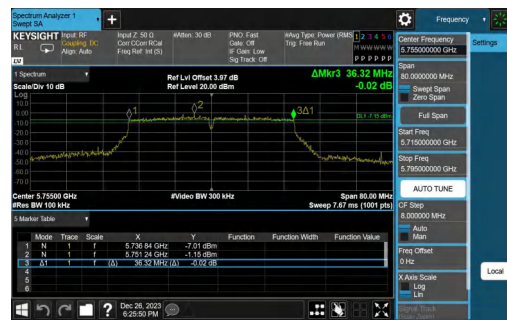 Spectrum Analyzer 1
Swept SA
+
Frequency
KEYSIGHT
Input: RF
Input Z: 50 Ω
#Atten: 30 dB
PNO: Fast
#Avg Type: Power (RMS
1 2 3 4 5 6
RL
Coupling: DC
Corr CCorr RCal
Gate: Off
Trig: Free Run
M W W W W W
Align: Auto
Freq Ref: Int (S)
IF Gain: Low
P P P P P P
Sig Track: Off
LV
1 Spectrum
Ref Lvl Offset 3.97 dB
ΔMkr3 36.32 MHz
Scale/Div 10 dB
Ref Level 20.00 dBm
-0.02 dB
Log
10.0
0.00
-10.0
-20.0
-30.0
-40.0
-50.0
-60.0
-70.0
1
2
3Δ1
DL1 -7.15 dBm
Center 5.75500 GHz
#Video BW 300 kHz
Span 80.00 MHz
#Res BW 100 kHz
Sweep 7.67 ms (1001 pts)
5 Marker Table
Mode Trace Scale X Y Function Function Width Function Value
1 N 1 f 5.736 84 GHz -7.01 dBm
2 N 1 f 5.751 24 GHz -1.15 dBm
3 Δ1 1 f (Δ) 36.32 MHz (Δ) -0.02 dB
4
5
6
Dec 26, 2023
6:25:50 PM
Center Frequency
5.755000000 GHz
Settings
Span
80.0000000 MHz
Swept Span
Zero Span
Full Span
Start Freq
5.715000000 GHz
Stop Freq
5.795000000 GHz
AUTO TUNE
CF Step
8.000000 MHz
Auto
Man
Freq Offset
0 Hz
X Axis Scale
Log
Lin
Local
Signal Track